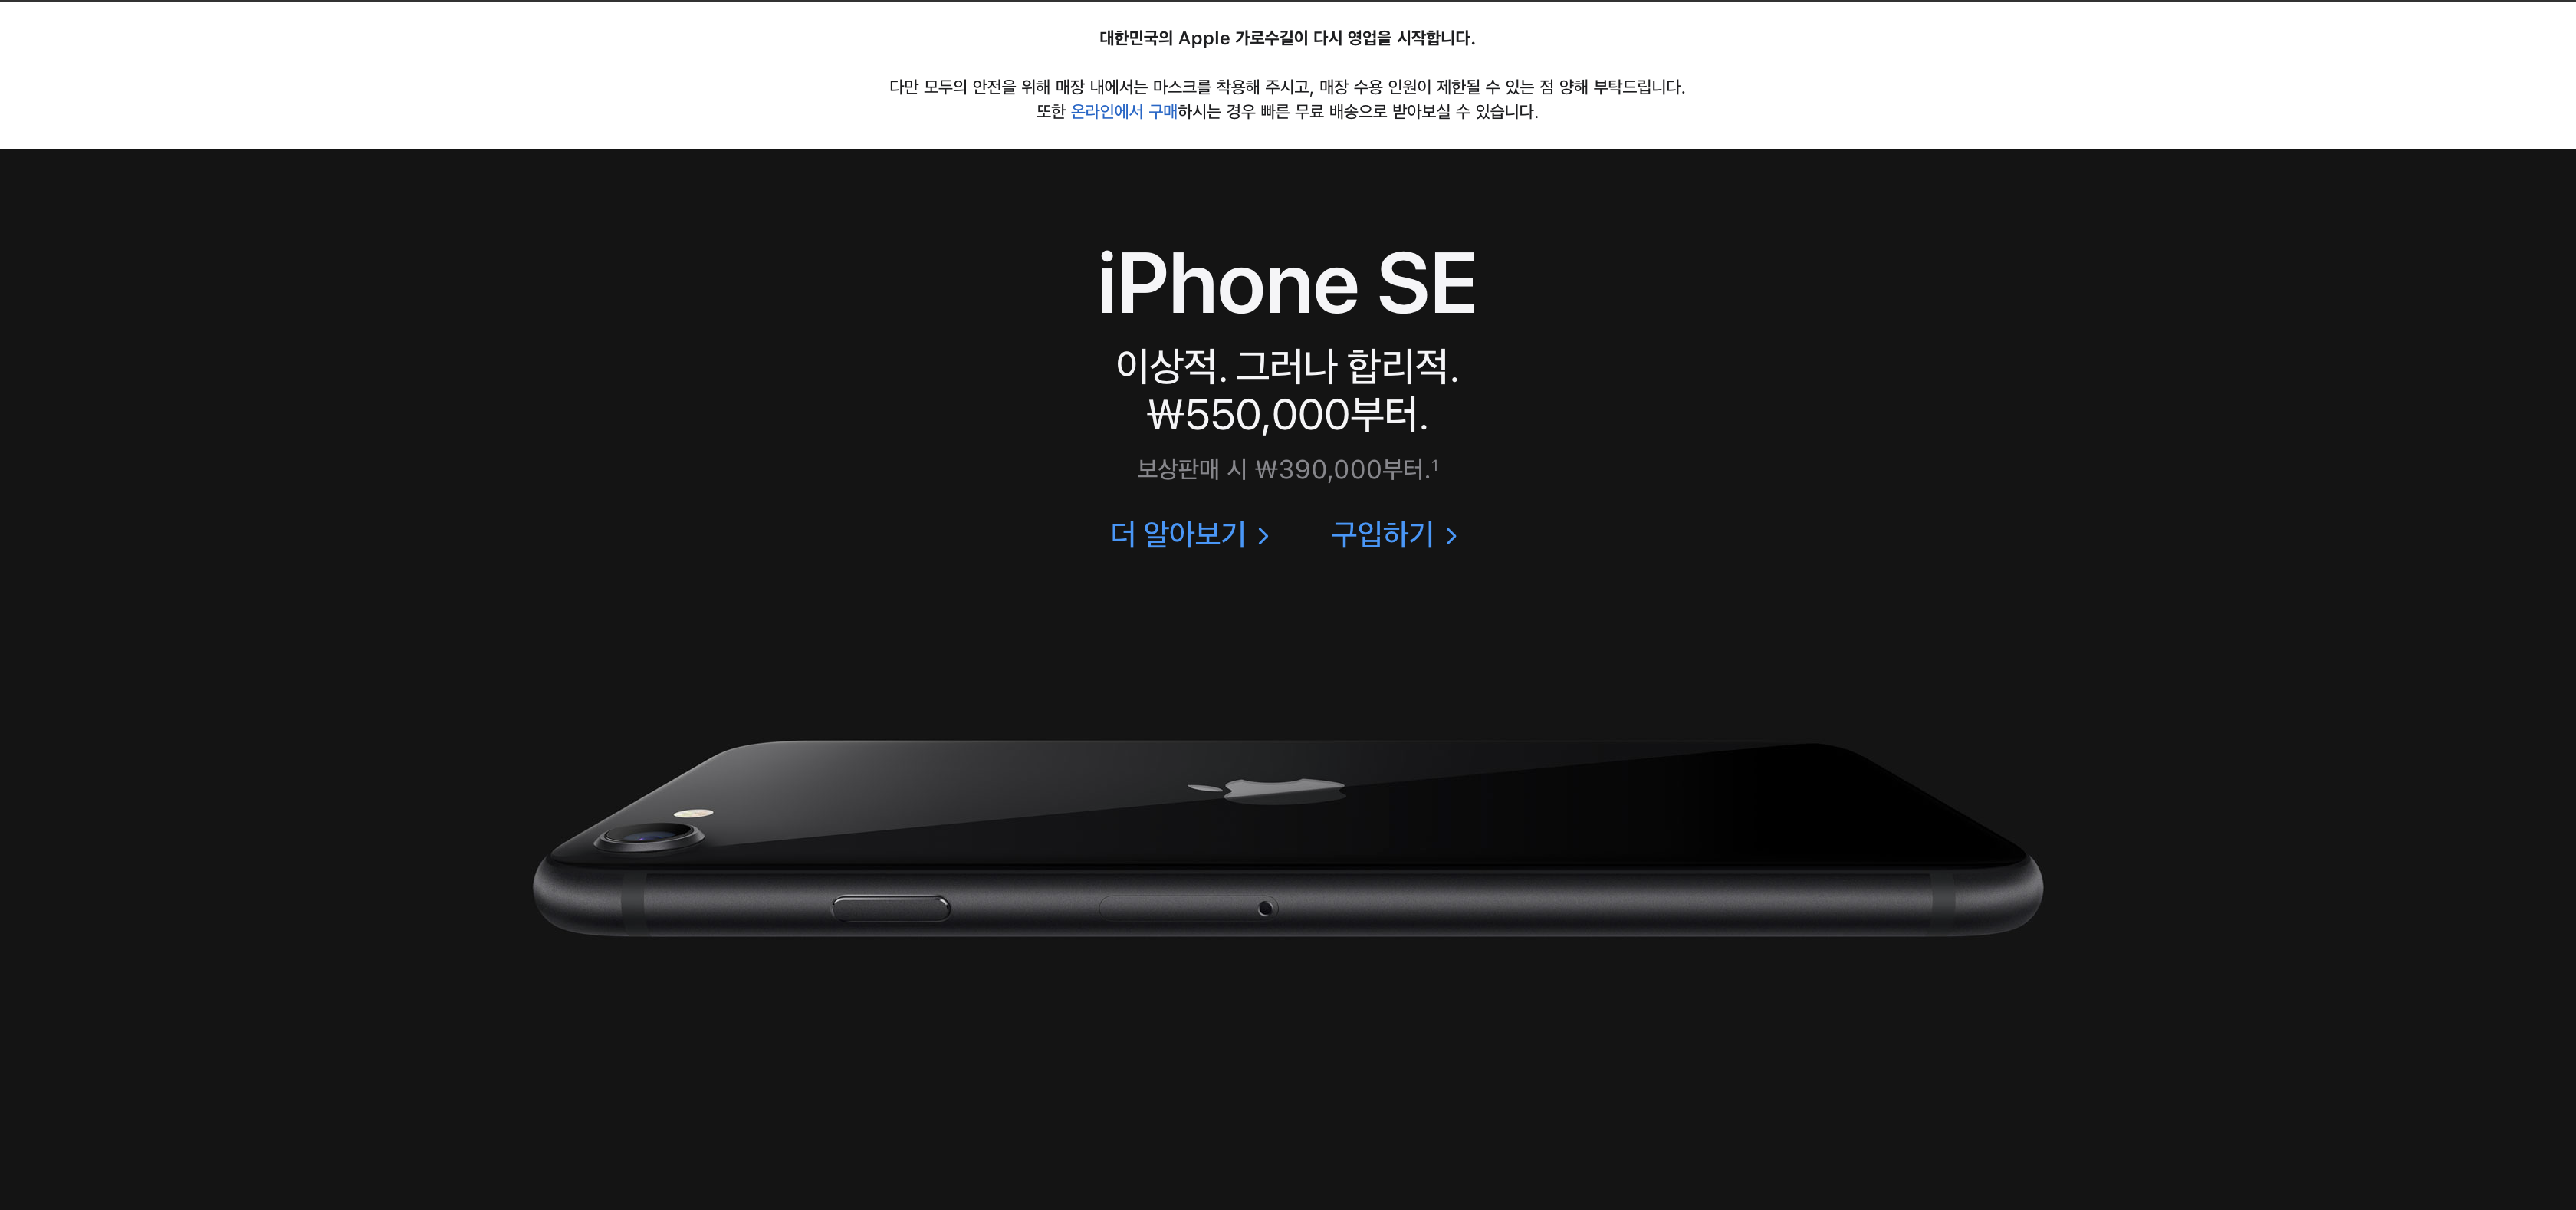 대한민국의 Apple 가로수길이 다시 영업을 시작합니다.
다만 모두의 안전을 위해 매장 내에서는 마스크를 착용해 주시고, 매장 수용 인원이 제한될 수 있는 점 양해 부탁드립니다.
또한 온라인에서 구매하시는 경우 빠른 무료 배송으로 받아보실 수 있습니다.
iPhone SE
이상적. 그러나 합리적.
₩550,000부터.
보상판매 시 ₩390,000부터.¹
더 알아보기 > 구입하기 >